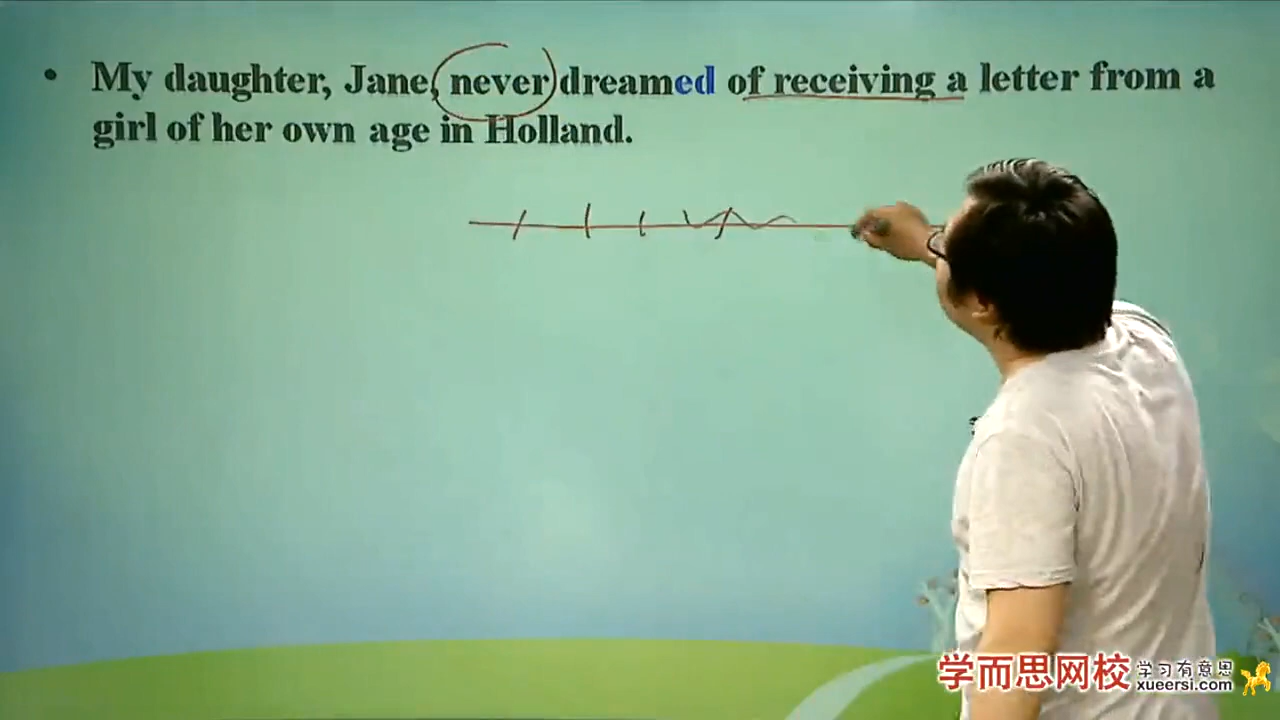 • My daughter, Jane, never dreamed of receiving a letter from a
girl of her own age in Holland.
学而思网校 学习有意思
xueersi.com